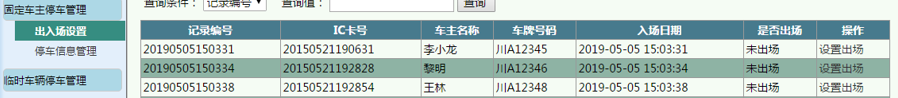 固定车主停车管理
出入场设置
停车信息管理
临时车辆停车管理
查询条件： 记录编号 查询值： 查询
记录编号 IC卡号 车主名称 车牌号码 入场日期 是否出场 操作
20190505150331 20150521190631 李小龙 川A12345 2019-05-05 15:03:31 未出场 设置出场
20190505150334 20150521192828 黎明 川A12346 2019-05-05 15:03:34 未出场 设置出场
20190505150338 20150521192854 王林 川A12348 2019-05-05 15:03:38 未出场 设置出场